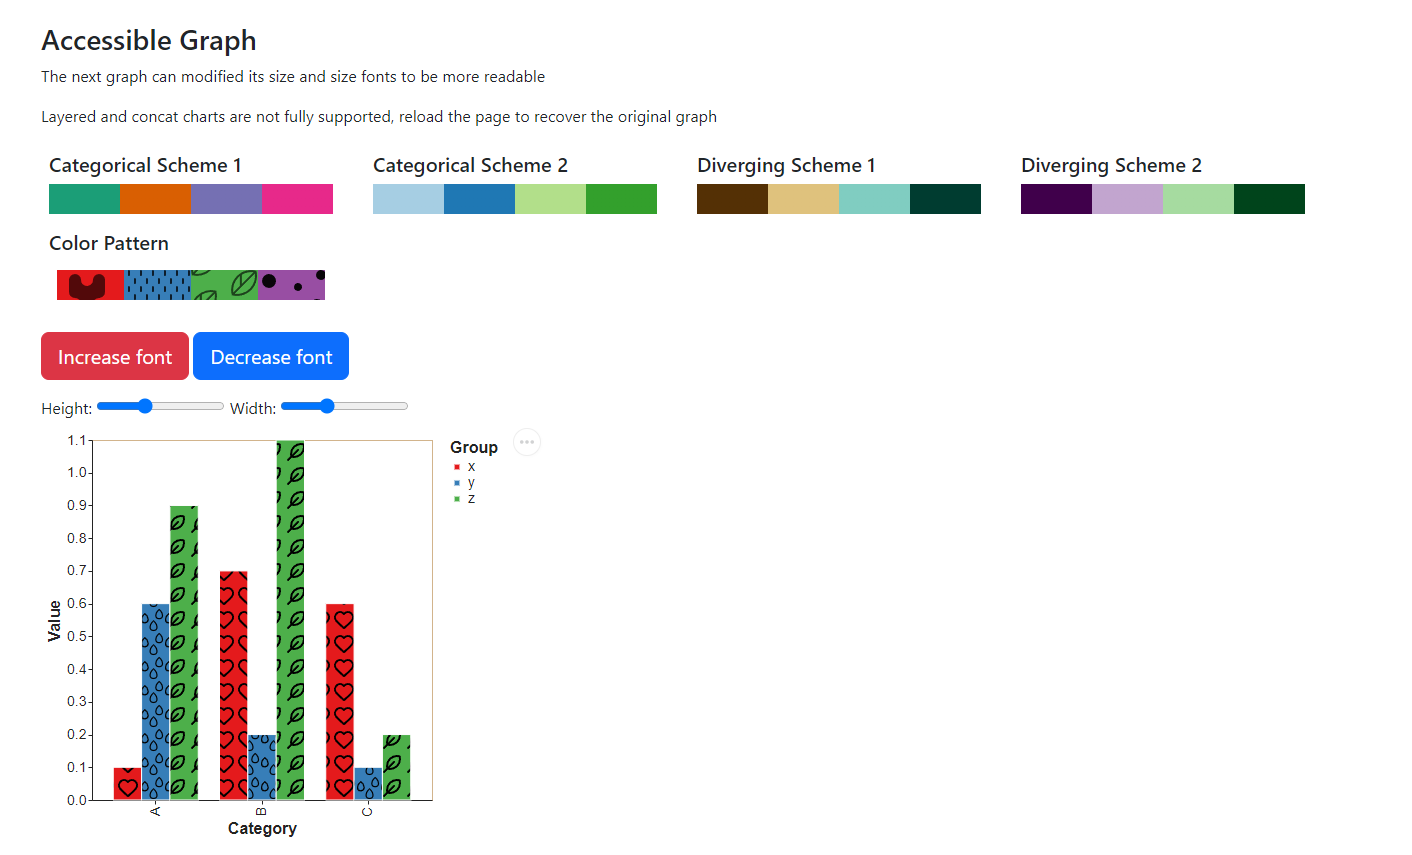 Accessible Graph
The next graph can modified its size and size fonts to be more readable
Layered and concat charts are not fully supported, reload the page to recover the original graph
Categorical Scheme 1
Categorical Scheme 2
Diverging Scheme 1
Diverging Scheme 2
Color Pattern
Increase font
Decrease font
Height:
Width:
1.1
1.0
0.9
0.8
0.7
0.6
0.5
0.4
0.3
0.2
0.1
0.0
Value
A
B
C
Category
Group
x
y
z